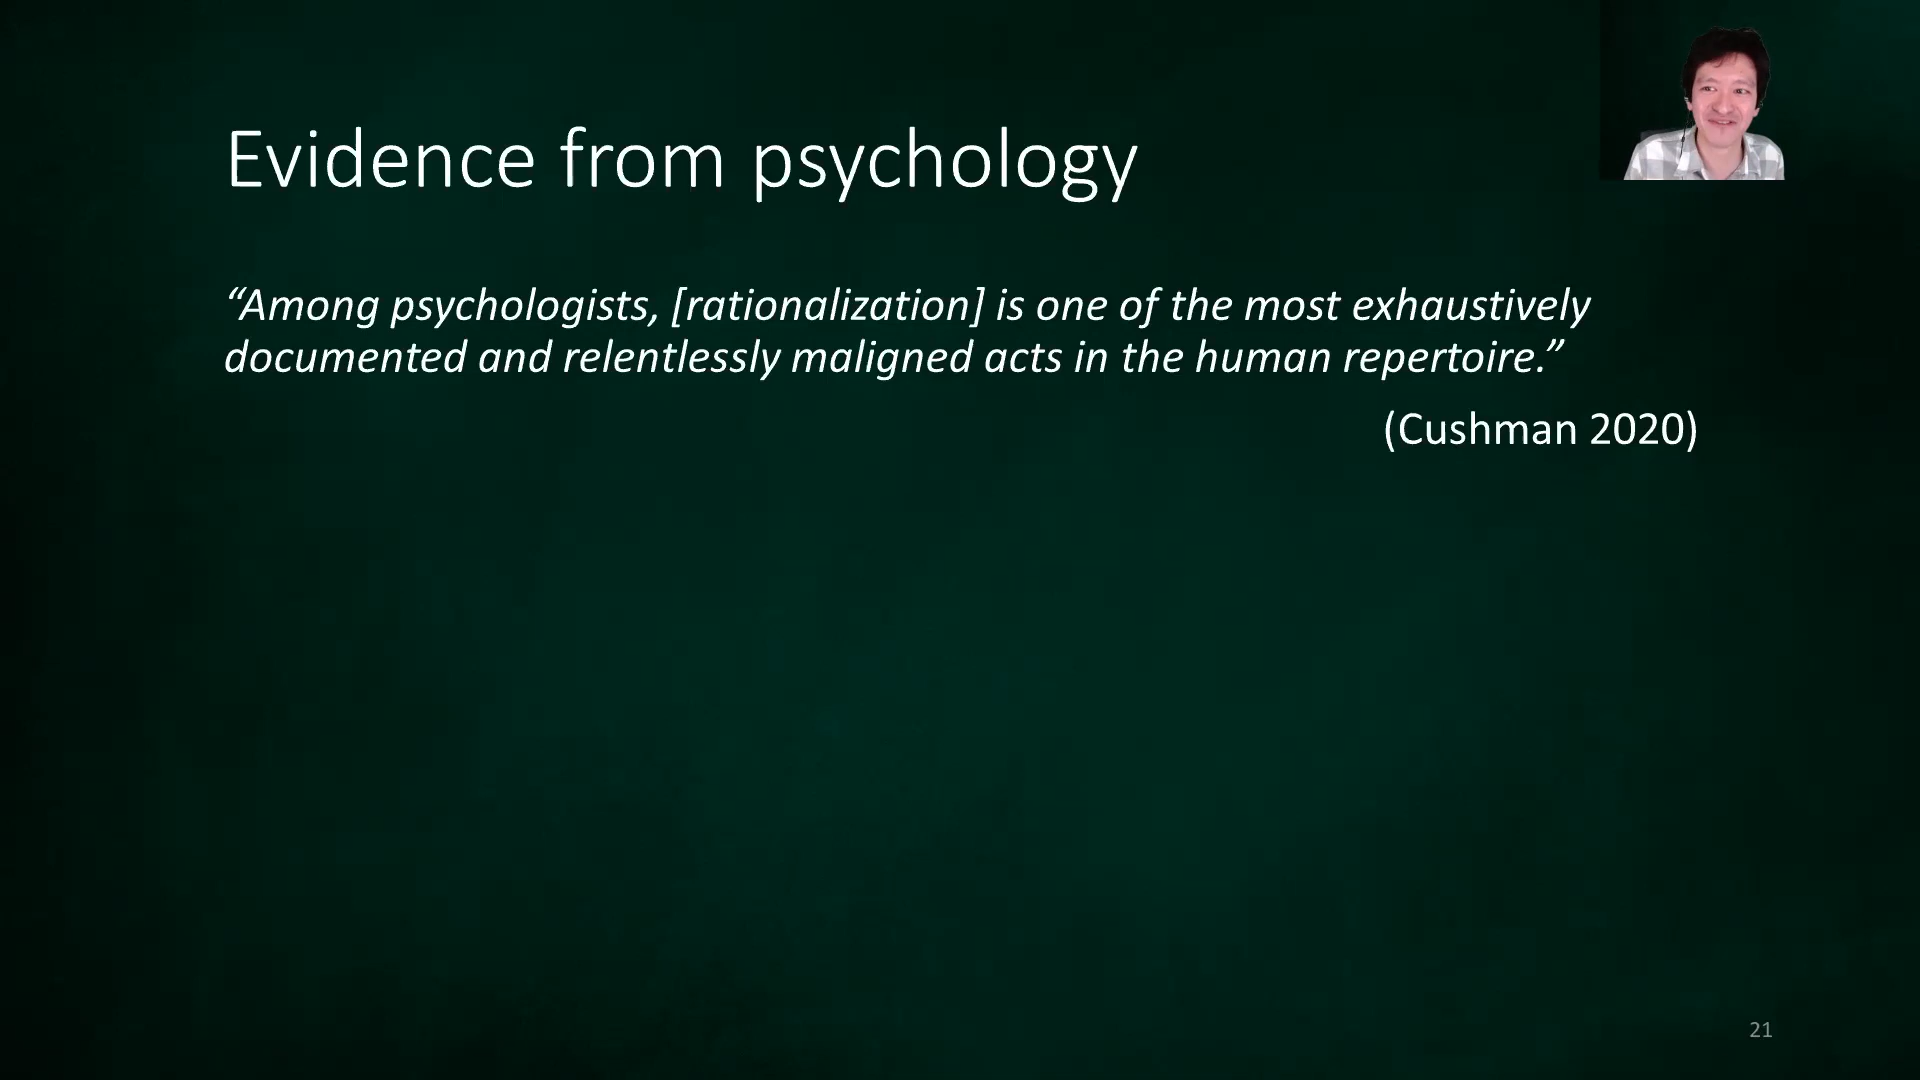 Evidence from psychology
“Among psychologists, [rationalization] is one of the most exhaustively
documented and relentlessly maligned acts in the human repertoire.”
(Cushman 2020)
21